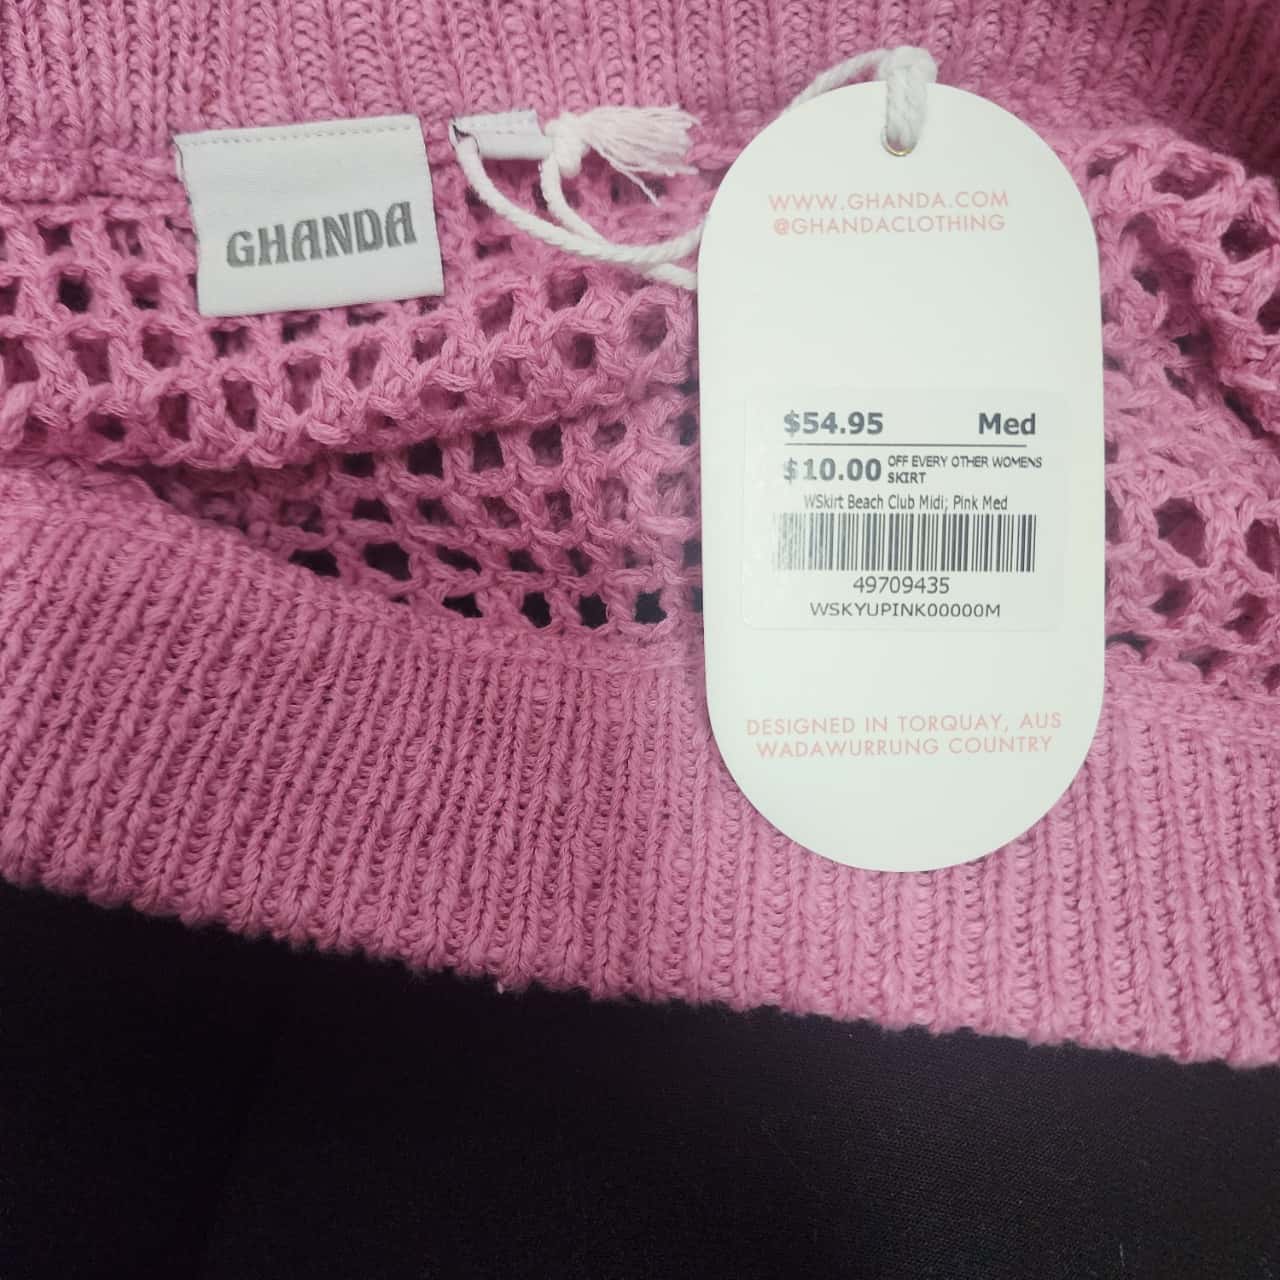 GHANDA
WWW.GHANDA.COM
@GHANDACLOTHING
$54.95 Med
$10.00 OFF EVERY OTHER WOMENS
SKIRT
WSkirt Beach Club Midi; Pink Med
49709435
WSKYUPINK00000M
DESIGNED IN TORQUAY, AUS
WADAWURRUNG COUNTRY